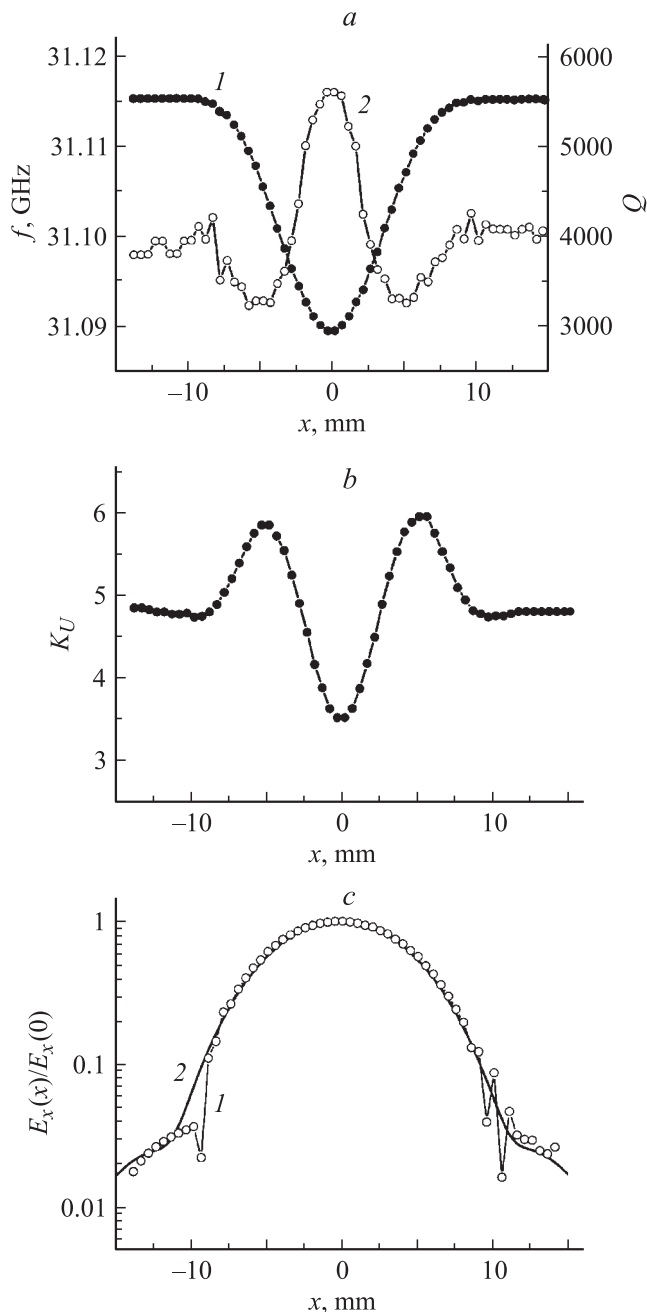 a
31.12
31.11
31.10
31.09
f, GHz
1
2
6000
5000
4000
3000
Q
–10 0 10
x, mm
b
6
5
4
3
K_U
–10 0 10
x, mm
c
1
0.1
0.01
E_x(x)/E_x(0)
2
1
–10 0 10
x, mm